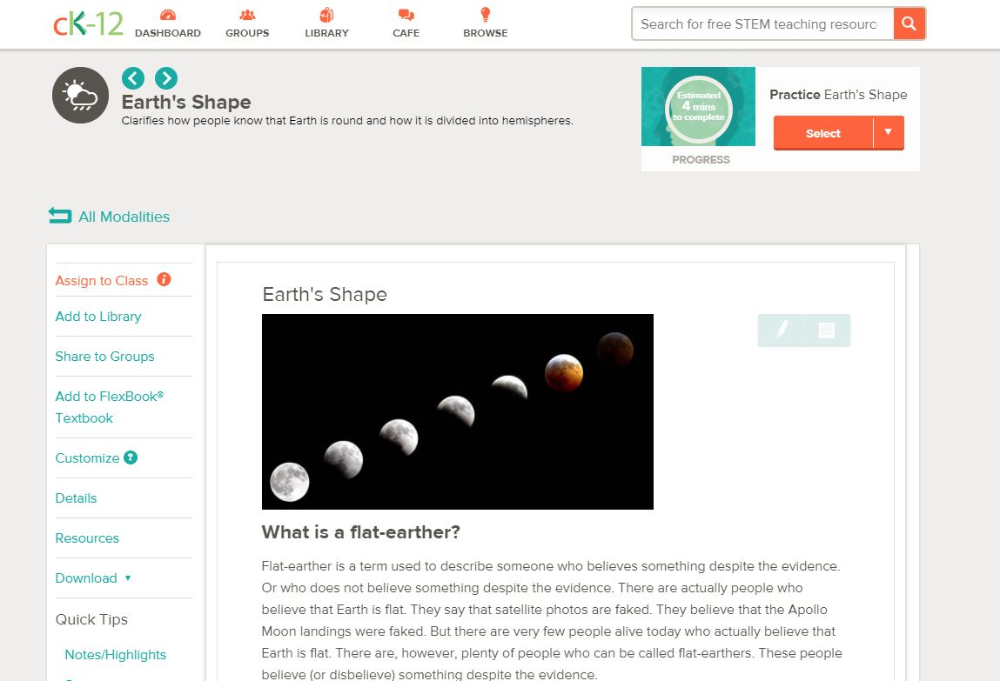 cK-12
DASHBOARD
GROUPS
LIBRARY
CAFE
BROWSE
Search for free STEM teaching resourc
Earth's Shape
Clarifies how people know that Earth is round and how it is divided into hemispheres.
Estimated
4 mins
to complete
PROGRESS
Practice Earth's Shape
Select
All Modalities
Assign to Class
Add to Library
Share to Groups
Add to FlexBook®
Textbook
Customize
Details
Resources
Download
Quick Tips
Notes/Highlights
Earth's Shape
What is a flat-earther?
Flat-earther is a term used to describe someone who believes something despite the evidence.
Or who does not believe something despite the evidence. There are actually people who
believe that Earth is flat. They say that satellite photos are faked. They believe that the Apollo
Moon landings were faked. But there are very few people alive today who actually believe that
Earth is flat. There are, however, plenty of people who can be called flat-earthers. These people
believe (or disbelieve) something despite the evidence.